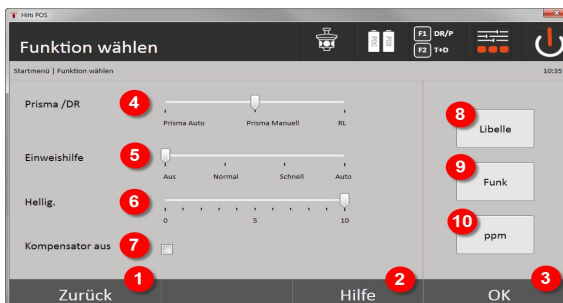 Hilti POS
Funktion wählen
POC
POS
F1 DR/P
F2 T+D
Startmenü | Funktion wählen
10:35
Prisma /DR
4
Prisma Auto
Prisma Manuell
RL
8
Libelle
Einweishilfe
5
Aus
Normal
Schnell
Auto
9
Funk
Hellig.
6
0
5
10
10
ppm
Kompensator aus
7
1
2
3
Zurück
Hilfe
OK